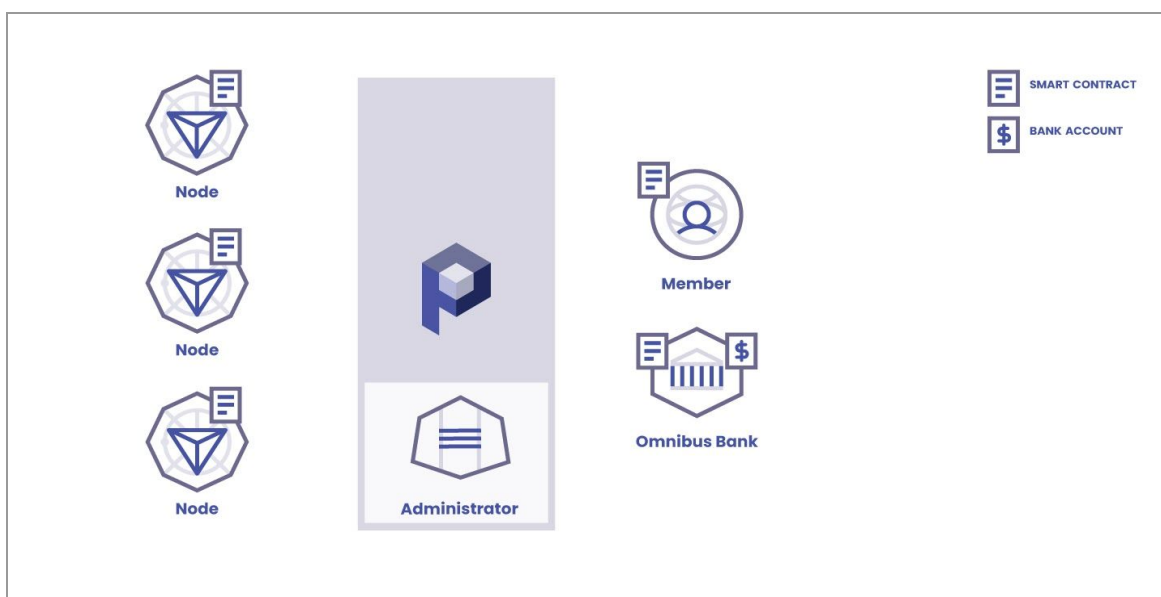 SMART CONTRACT
BANK ACCOUNT
Node
Member
Node
Omnibus Bank
Node
Administrator